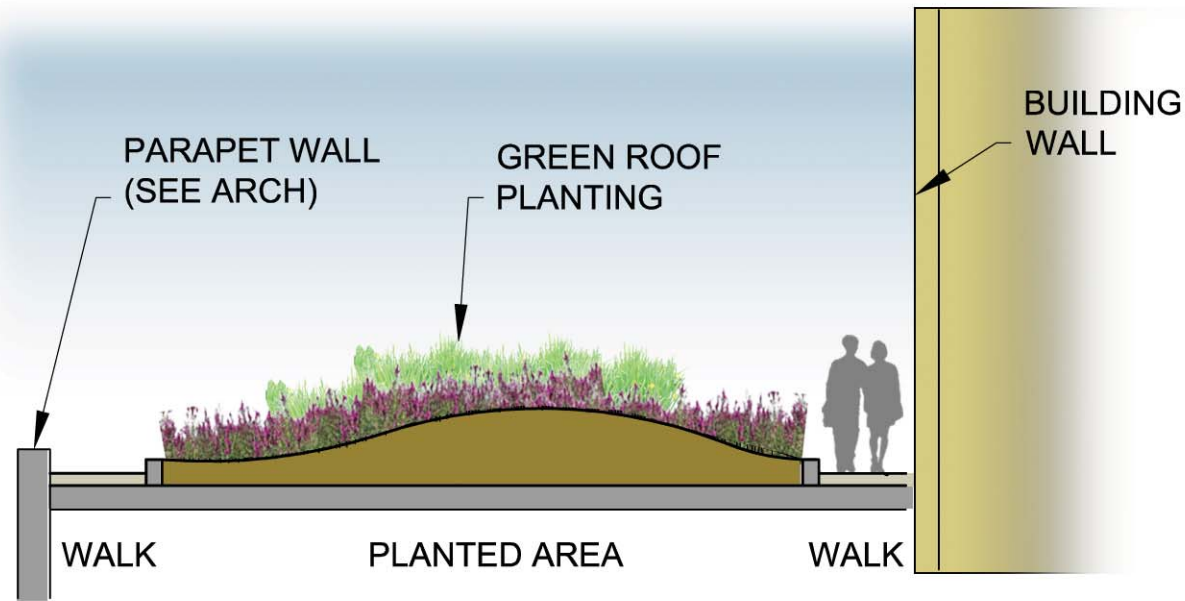 PARAPET WALL
(SEE ARCH)
GREEN ROOF
PLANTING
BUILDING
WALL
WALK
PLANTED AREA
WALK